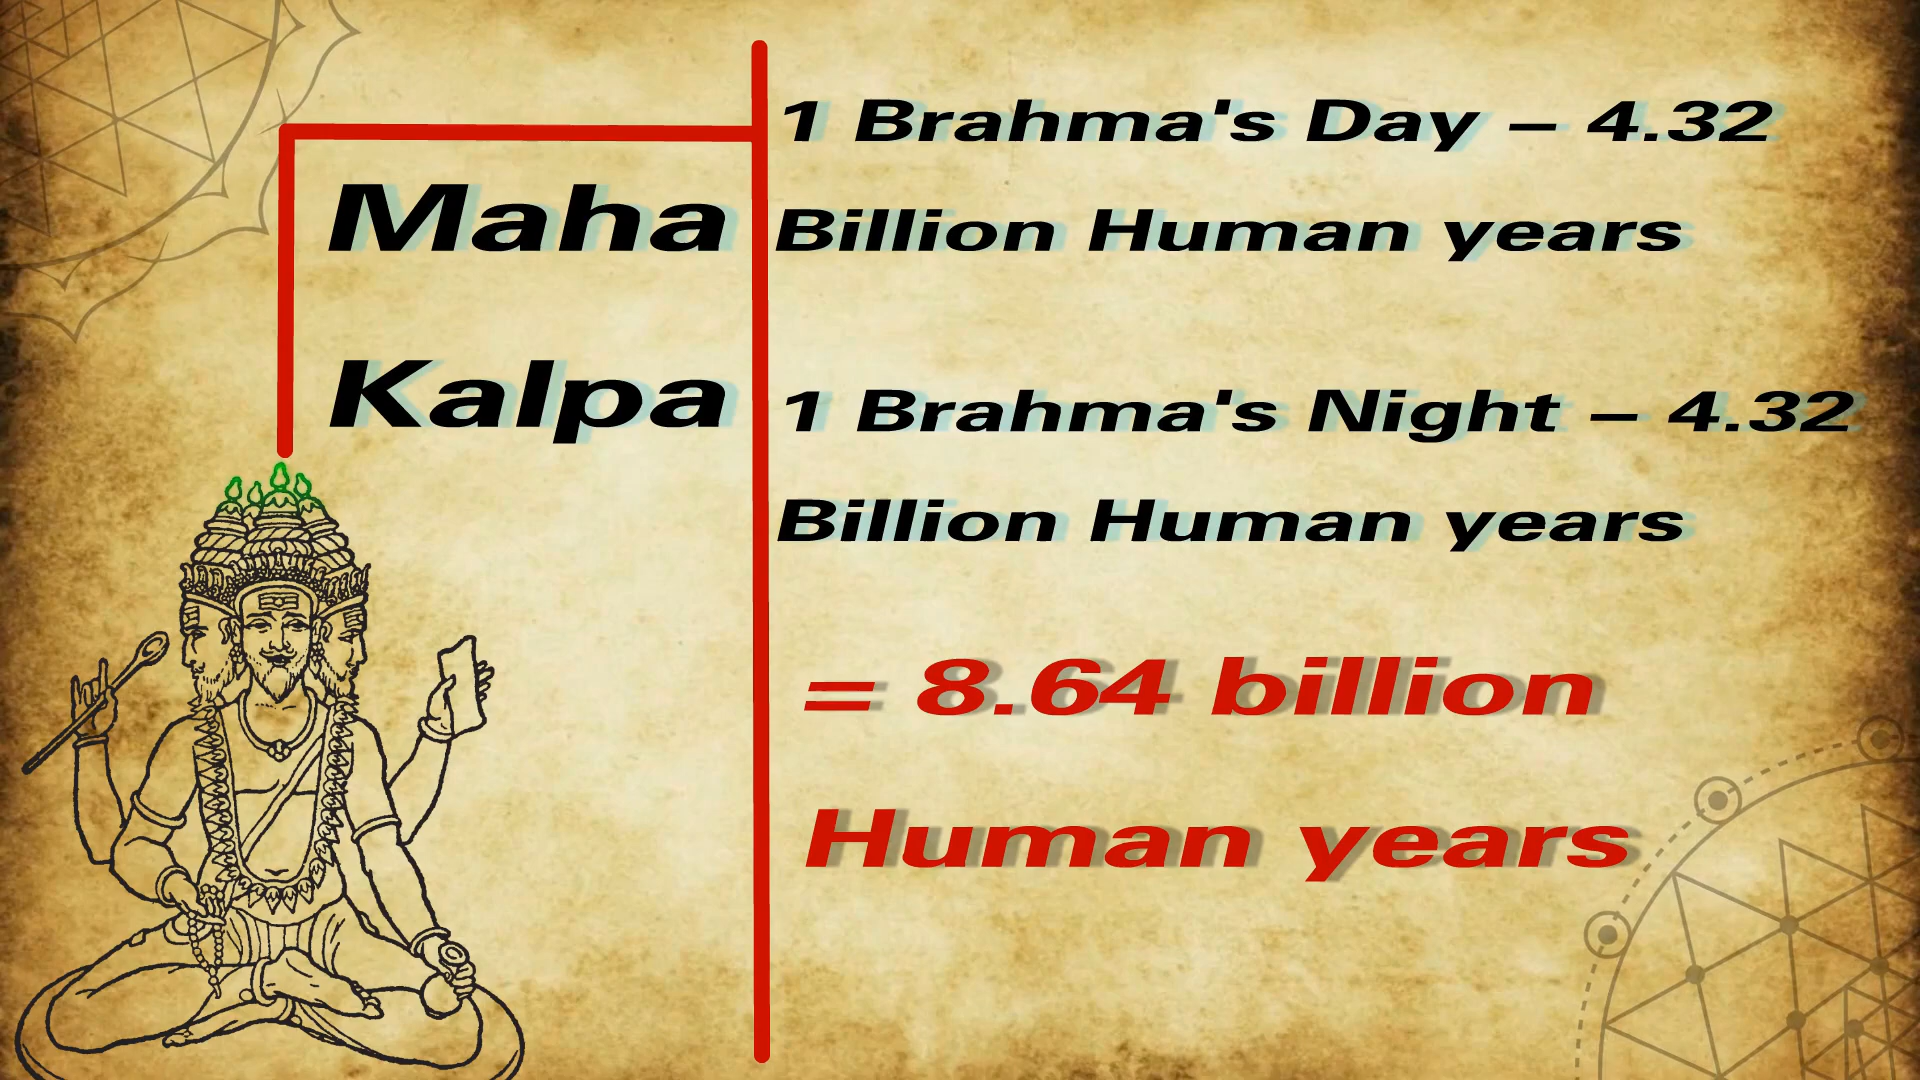 Maha
Kalpa
1 Brahma's Day – 4.32
Billion Human years
1 Brahma's Night – 4.32
Billion Human years
= 8.64 billion
Human years